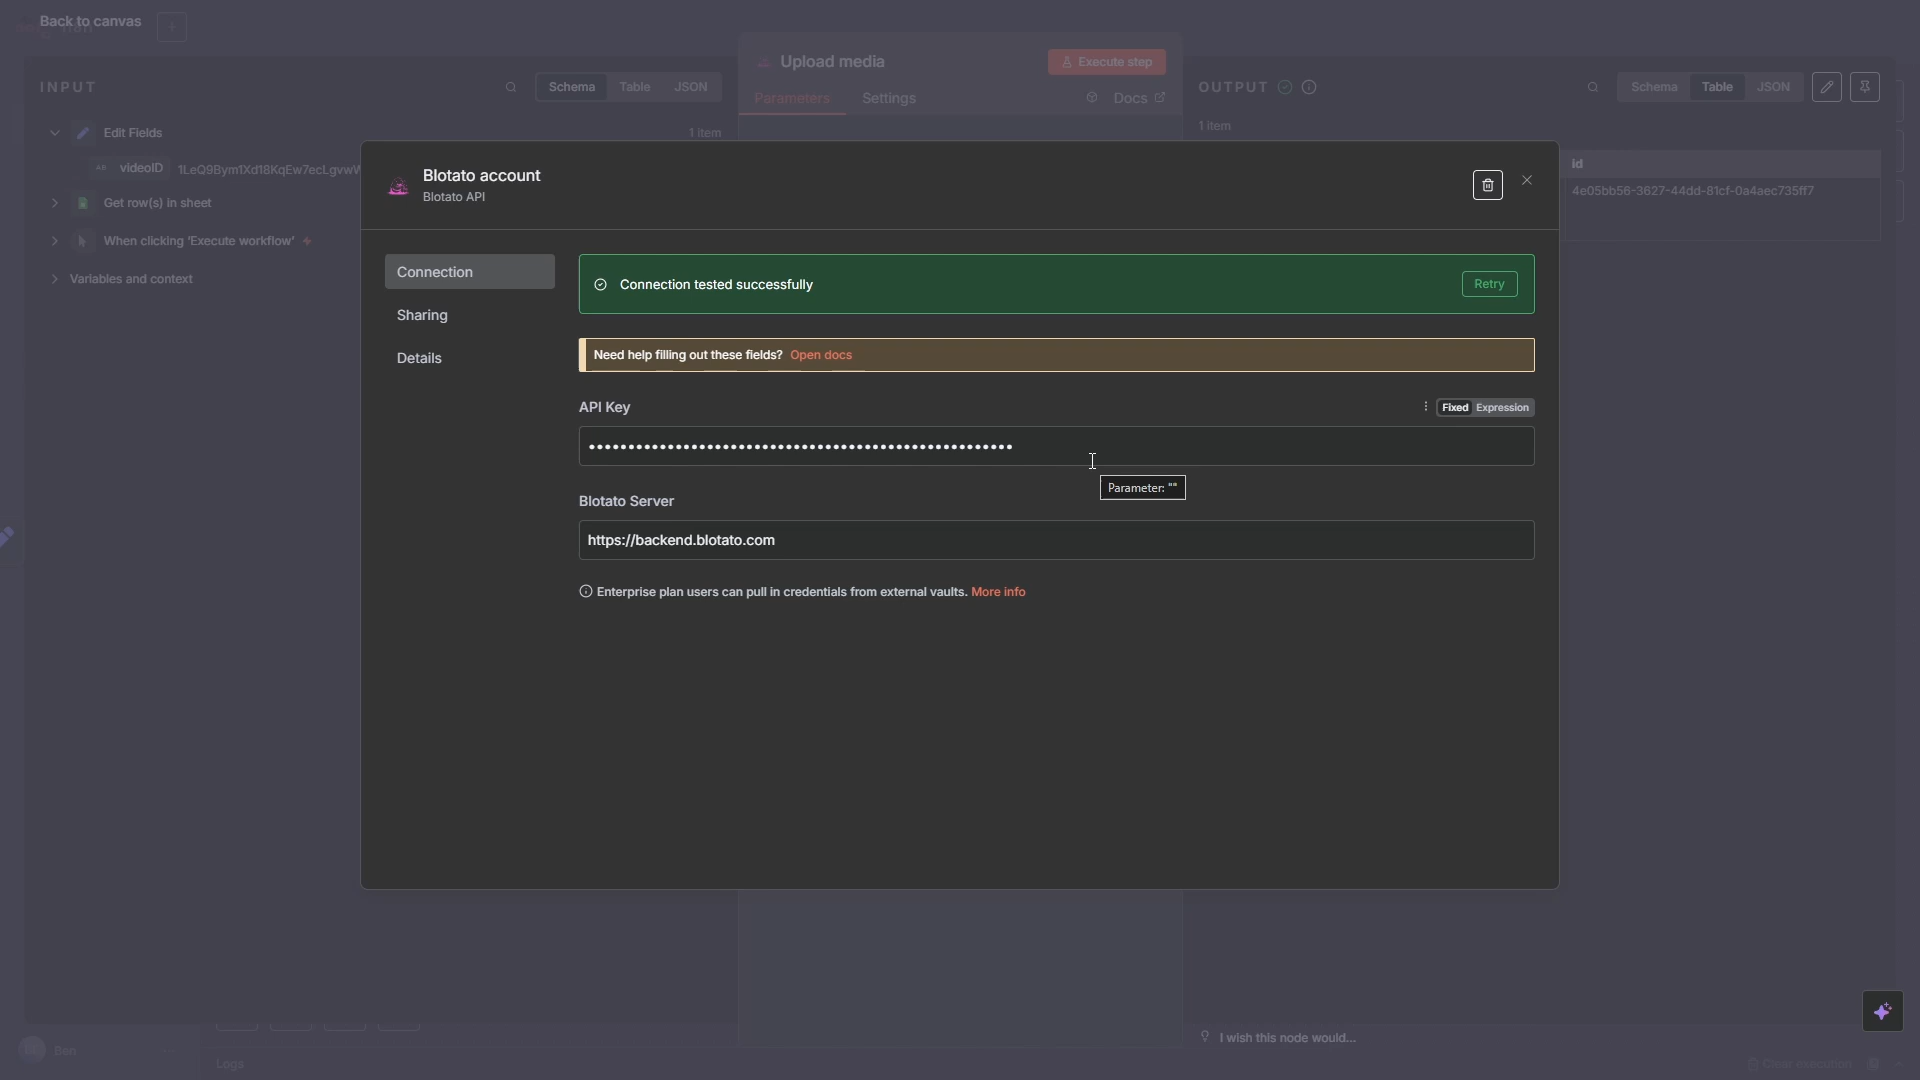 Back to canvas
INPUT
Schema
Table
JSON
Edit Fields
1 item
videoID
1LeQ9Bym1Xd18KqEw7ecLgvwV
Get row(s) in sheet
When clicking 'Execute workflow'
Variables and context
Upload media
Execute step
Parameters
Settings
Docs
OUTPUT
Schema
Table
JSON
1 item
id
4e05bb56-3627-44dd-81cf-0a4aec735ff7
Blotato account
Blotato API
Connection
Sharing
Details
Connection tested successfully
Retry
Need help filling out these fields? Open docs
API Key
Fixed
Expression
Parameter: ""
Blotato Server
https://backend.blotato.com
Enterprise plan users can pull in credentials from external vaults. More info
I wish this node would...
Ben
Logs
Clear execution